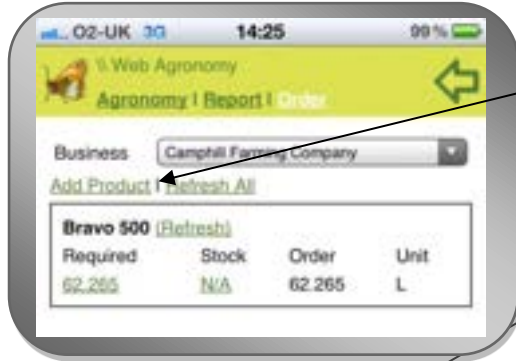 O2-UK 3G 14:25 99 %
\\ Web Agronomy
Agronomy | Report | Order
Business Camphill Farming Company
Add Product | Refresh All
Bravo 500 (Refresh)
Required Stock Order Unit
62.265 N/A 62.265 L